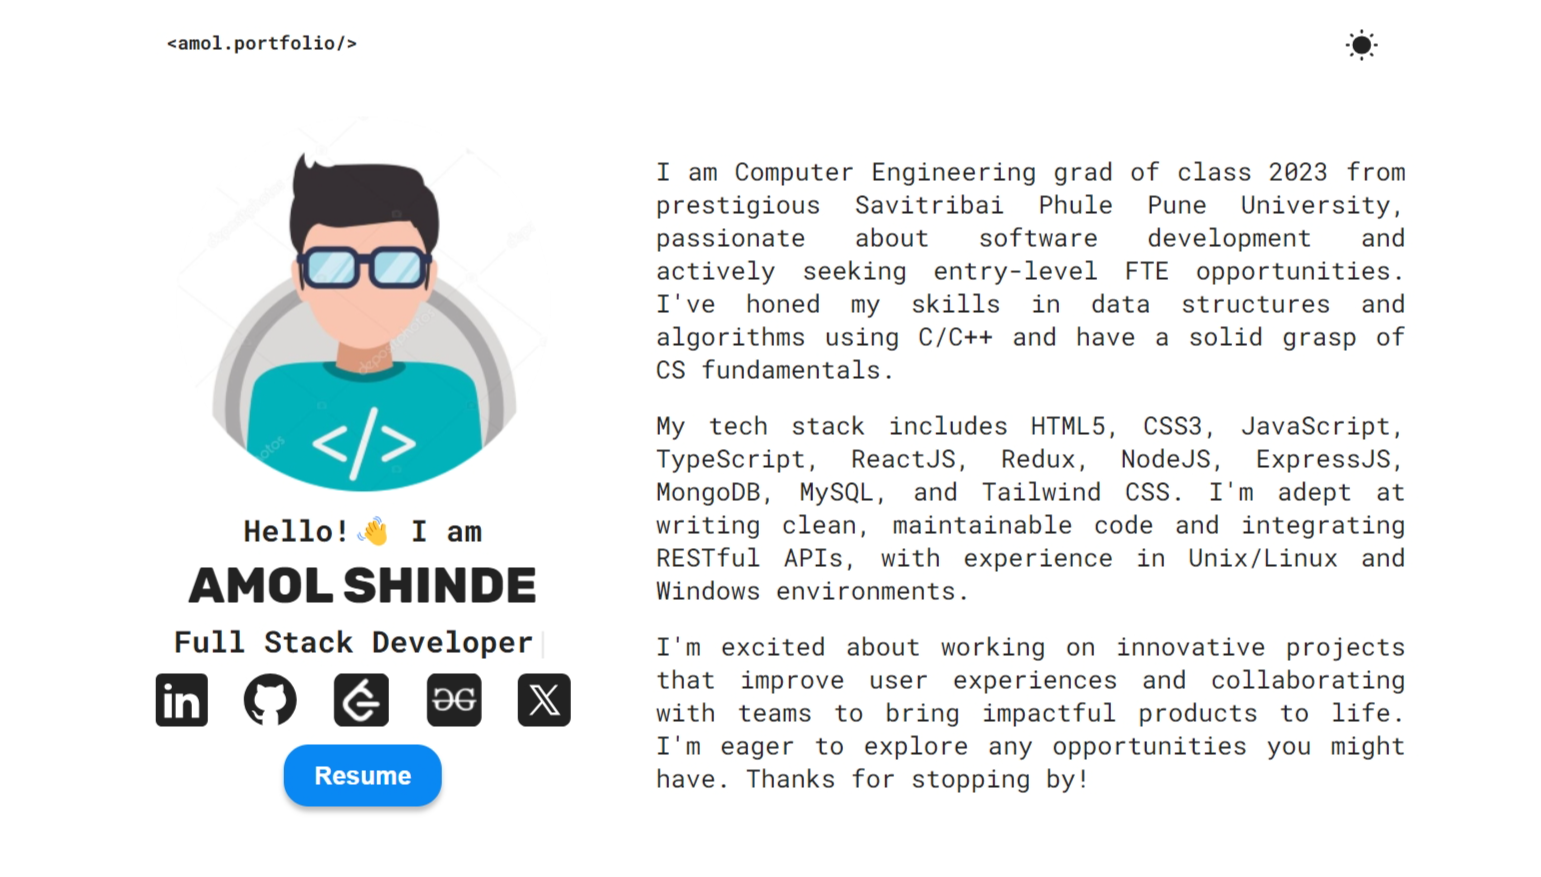 <amol.portfolio/>
Hello!👋 I am
AMOL SHINDE
Full Stack Developer
in
GG
X
Resume
I am Computer Engineering grad of class 2023 from
prestigious Savitribai Phule Pune University,
passionate about software development and
actively seeking entry-level FTE opportunities.
I've honed my skills in data structures and
algorithms using C/C++ and have a solid grasp of
CS fundamentals.
My tech stack includes HTML5, CSS3, JavaScript,
TypeScript, ReactJS, Redux, NodeJS, ExpressJS,
MongoDB, MySQL, and Tailwind CSS. I'm adept at
writing clean, maintainable code and integrating
RESTful APIs, with experience in Unix/Linux and
Windows environments.
I'm excited about working on innovative projects
that improve user experiences and collaborating
with teams to bring impactful products to life.
I'm eager to explore any opportunities you might
have. Thanks for stopping by!